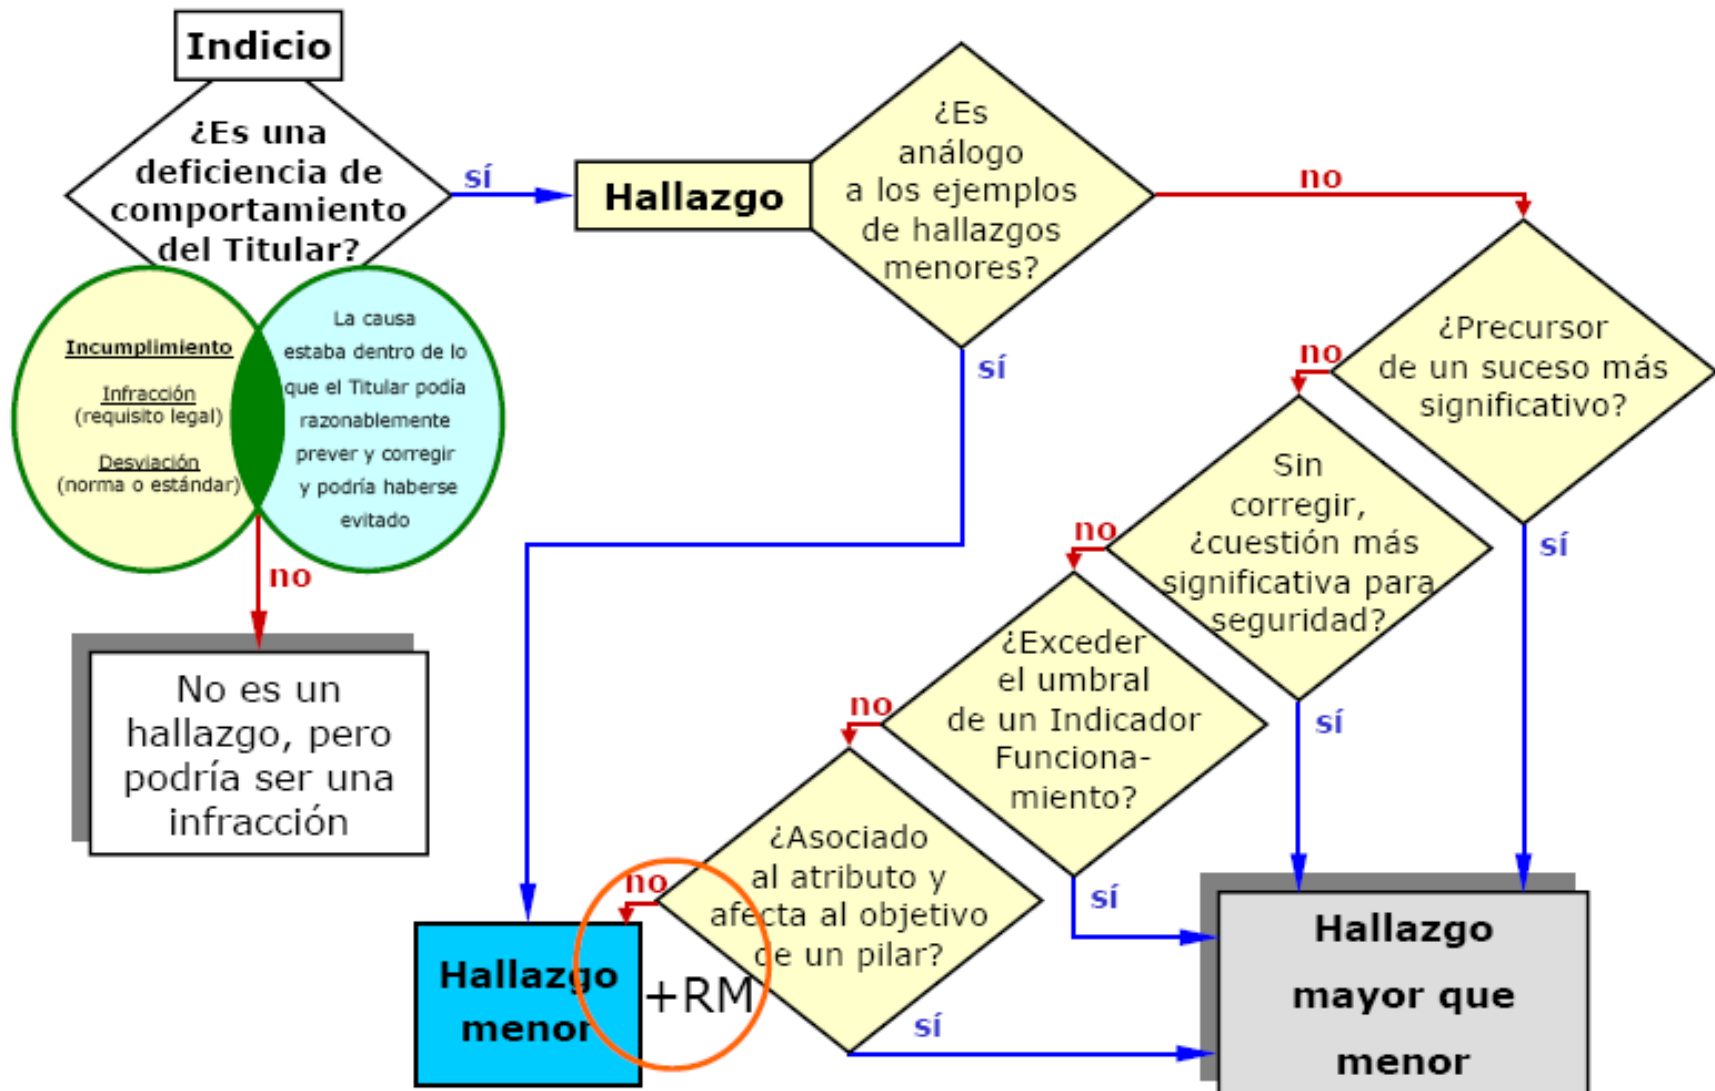 Indicio
¿Es una
deficiencia de
comportamiento
del Titular?
sí
Incumplimiento
Infracción
(requisito legal)
Desviación
(norma o estándar)
La causa
estaba dentro de lo
que el Titular podía
razonablemente
prever y corregir
y podría haberse
evitado
no
No es un
hallazgo, pero
podría ser una
infracción
Hallazgo
¿Es
análogo
a los ejemplos
de hallazgos
menores?
sí
no
¿Precursor
de un suceso más
significativo?
no
sí
Sin
corregir,
¿cuestión más
significativa para
seguridad?
no
sí
¿Exceder
el umbral
de un Indicador
Funciona-
miento?
no
sí
¿Asociado
al atributo y
afecta al objetivo
de un pilar?
no
sí
Hallazgo
menor
+RM
Hallazgo
mayor que
menor